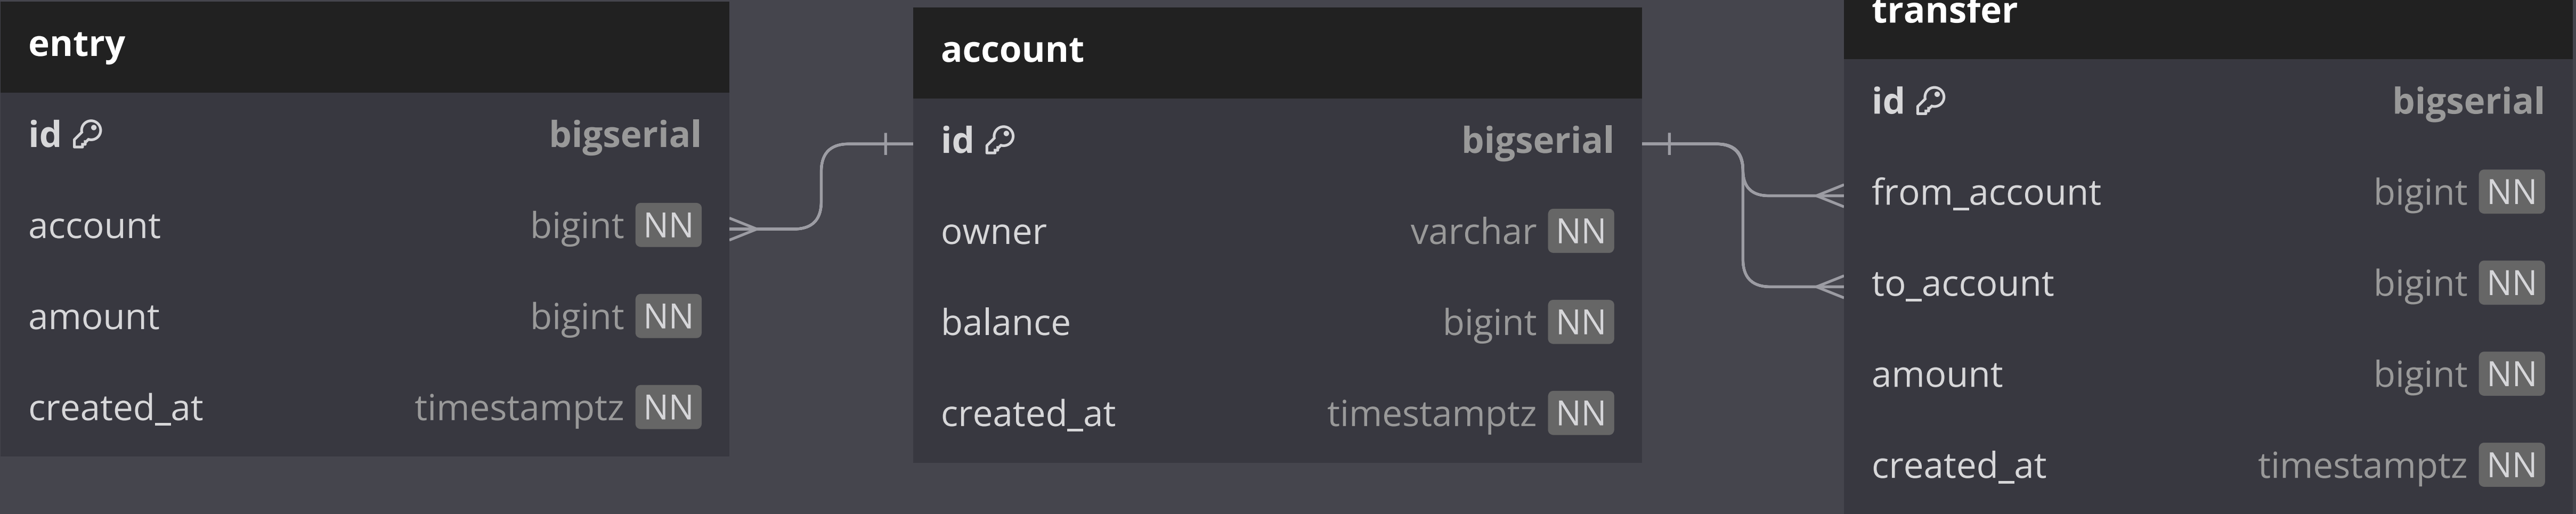 entry
id bigserial
account bigint NN
amount bigint NN
created_at timestamptz NN
account
id bigserial
owner varchar NN
balance bigint NN
created_at timestamptz NN
transfer
id bigserial
from_account bigint NN
to_account bigint NN
amount bigint NN
created_at timestamptz NN